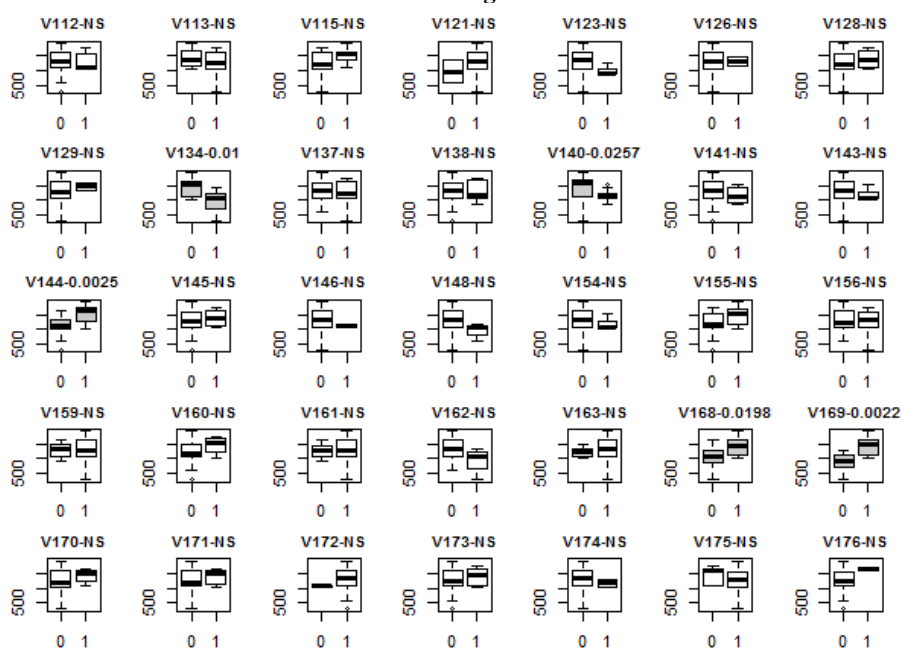 g
V112-NS V113-NS V115-NS V121-NS V123-NS V126-NS V128-NS
500 500 500 500 500 500 500
0 1 0 1 0 1 0 1 0 1 0 1 0 1
V129-NS V134-0.01 V137-NS V138-NS V140-0.0257 V141-NS V143-NS
500 500 500 500 500 500 500
0 1 0 1 0 1 0 1 0 1 0 1 0 1
V144-0.0025 V145-NS V146-NS V148-NS V154-NS V155-NS V156-NS
500 500 500 500 500 500 500
0 1 0 1 0 1 0 1 0 1 0 1 0 1
V159-NS V160-NS V161-NS V162-NS V163-NS V168-0.0198 V169-0.0022
500 500 500 500 500 500 500
0 1 0 1 0 1 0 1 0 1 0 1 0 1
V170-NS V171-NS V172-NS V173-NS V174-NS V175-NS V176-NS
500 500 500 500 500 500 500
0 1 0 1 0 1 0 1 0 1 0 1 0 1